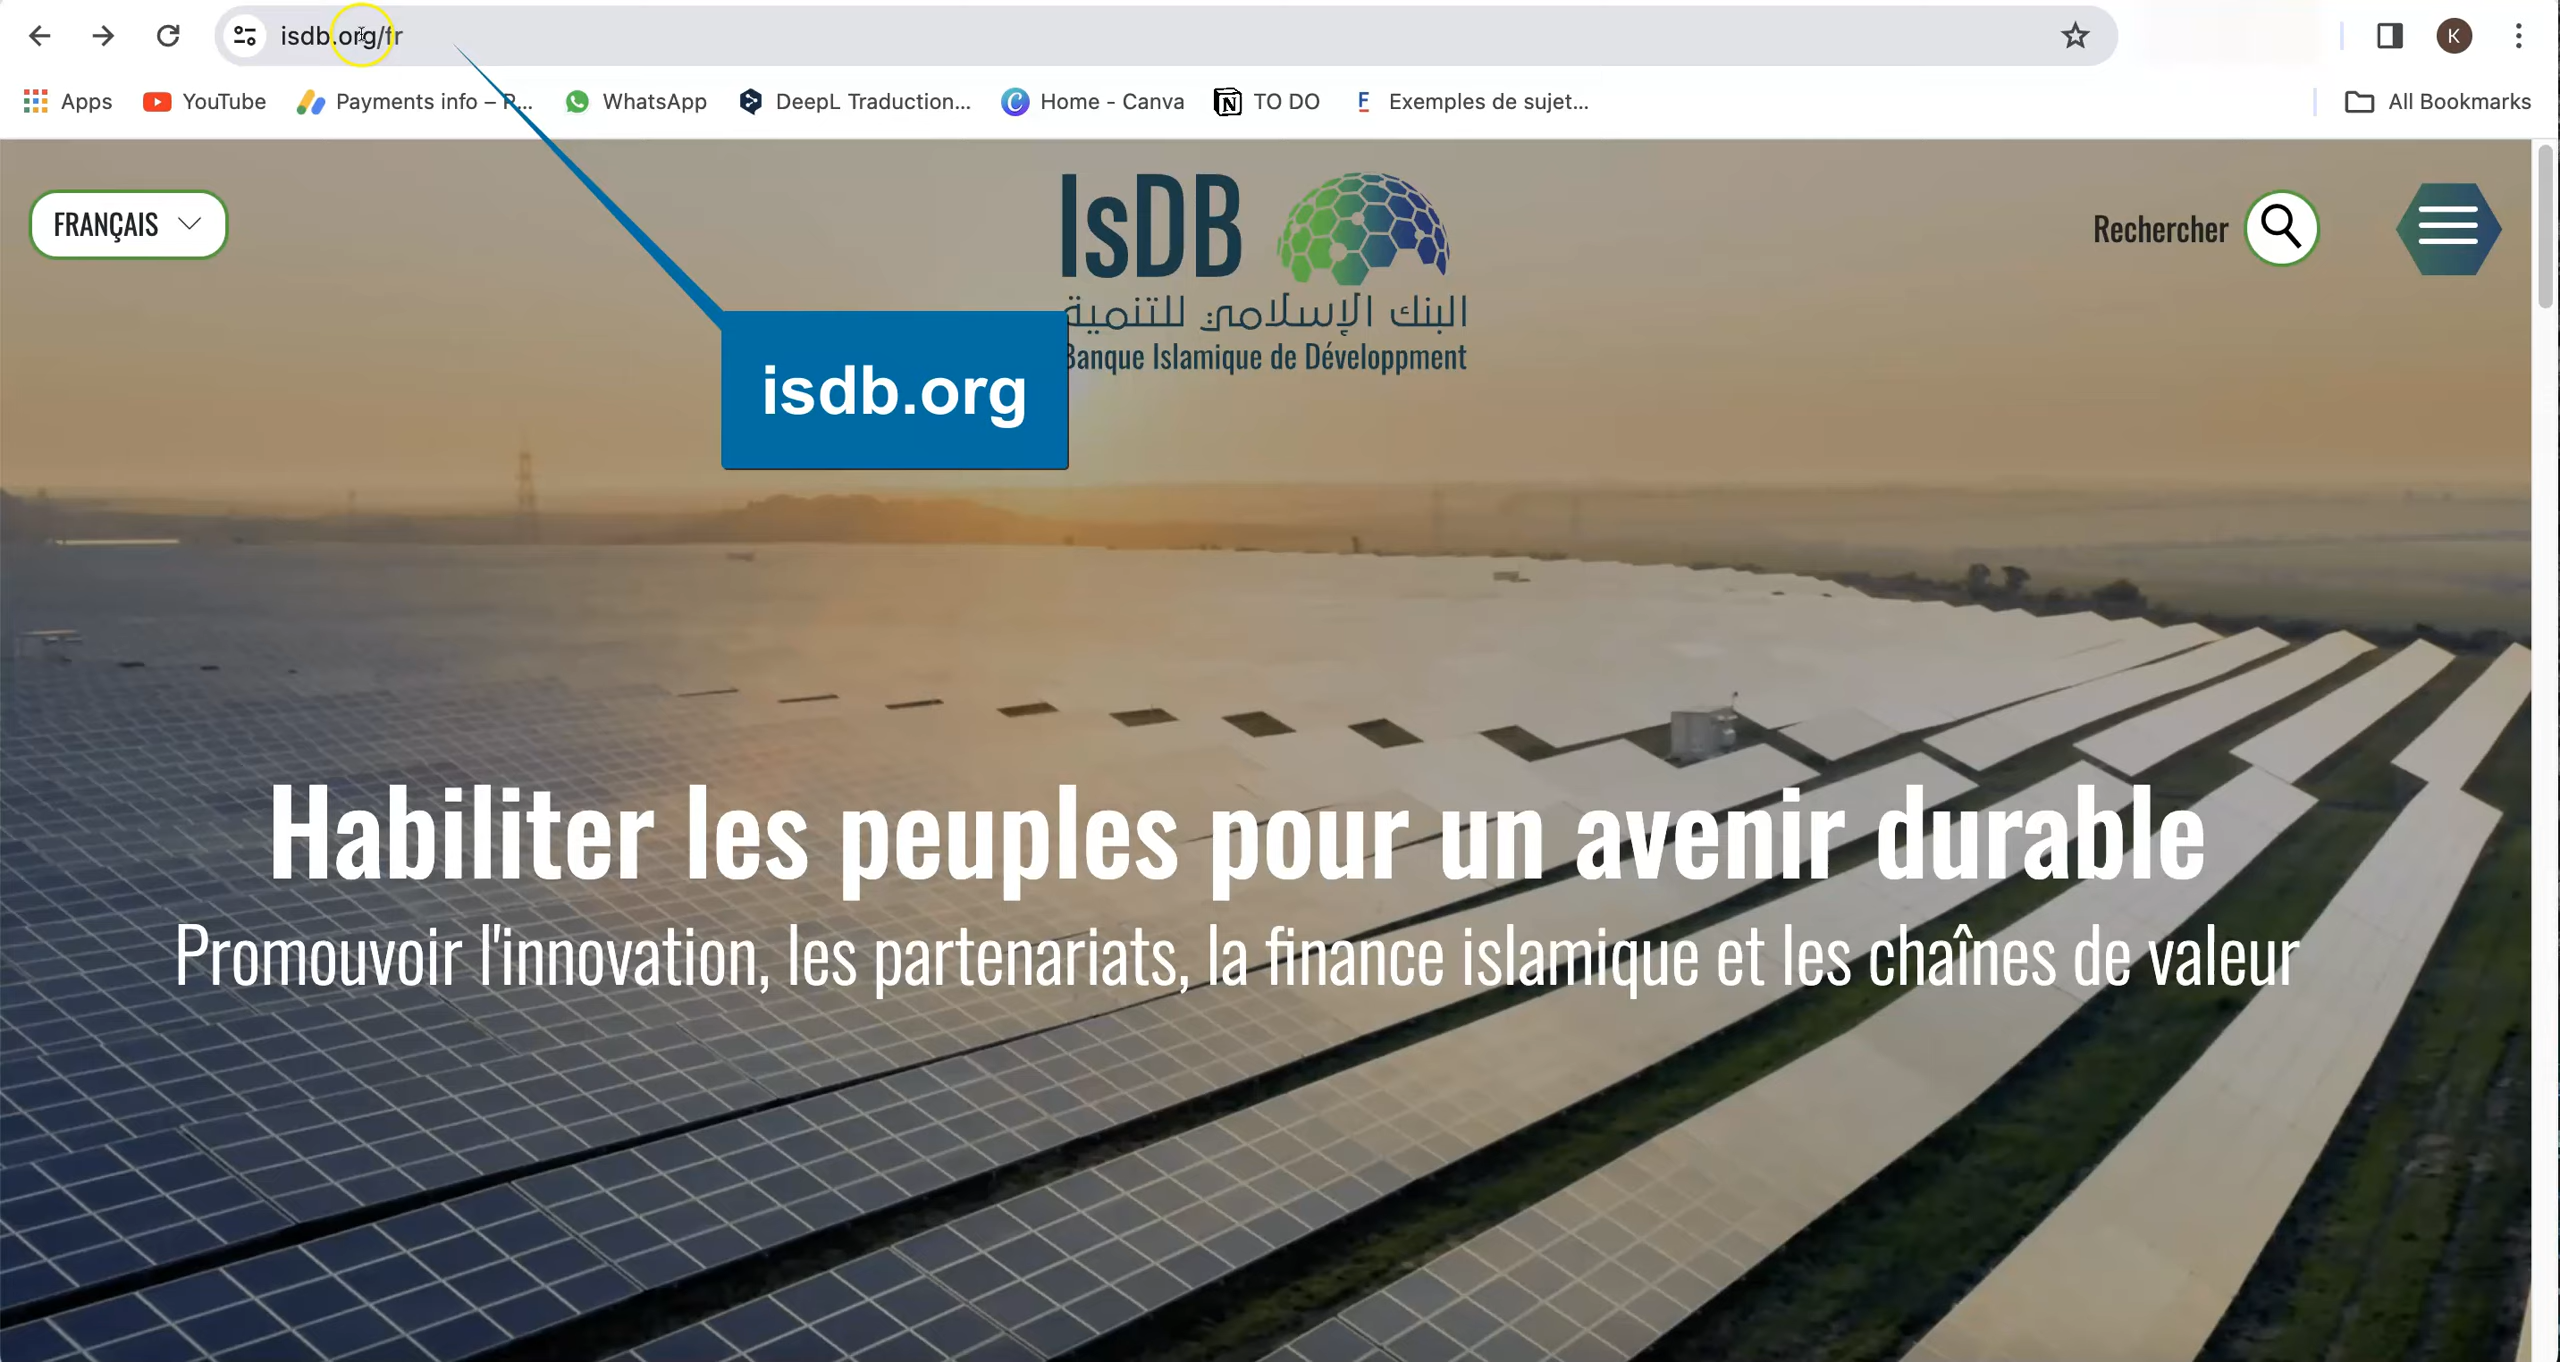 isdb.org/fr
Apps
YouTube
Payments info – P...
WhatsApp
DeepL Traduction...
Home - Canva
TO DO
Exemples de sujet...
All Bookmarks
K
FRANÇAIS
IsDB
البنك الإسلامي للتنمية
Banque Islamique de Développment
Rechercher
isdb.org
Habiliter les peuples pour un avenir durable
Promouvoir l'innovation, les partenariats, la finance islamique et les chaînes de valeur